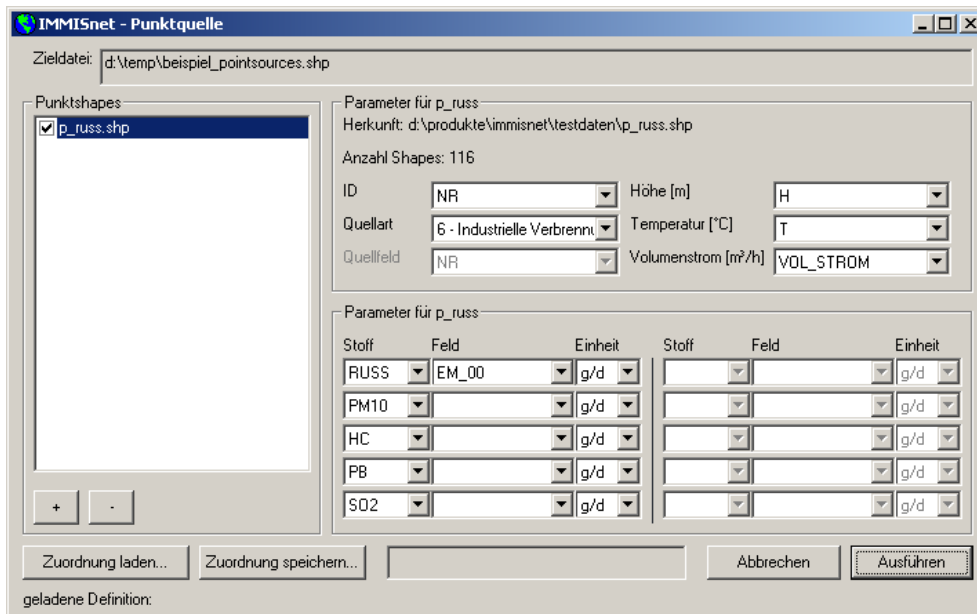 IMMISnet - Punktquelle
Zieldatei: d:\temp\beispiel_pointsources.shp
Punktshapes
p_russ.shp
+ -
Parameter für p_russ
Herkunft: d:\produkte\immisnet\testdaten\p_russ.shp
Anzahl Shapes: 116
ID NR Höhe [m] H
Quellart 6 - Industrielle Verbrennu Temperatur [°C] T
Quellfeld NR Volumenstrom [m³/h] VOL_STROM
Parameter für p_russ
Stoff Feld Einheit Stoff Feld Einheit
RUSS EM_00 g/d g/d
PM10 g/d g/d
HC g/d g/d
PB g/d g/d
SO2 g/d g/d
Zuordnung laden... Zuordnung speichern... Abbrechen Ausführen
geladene Definition: